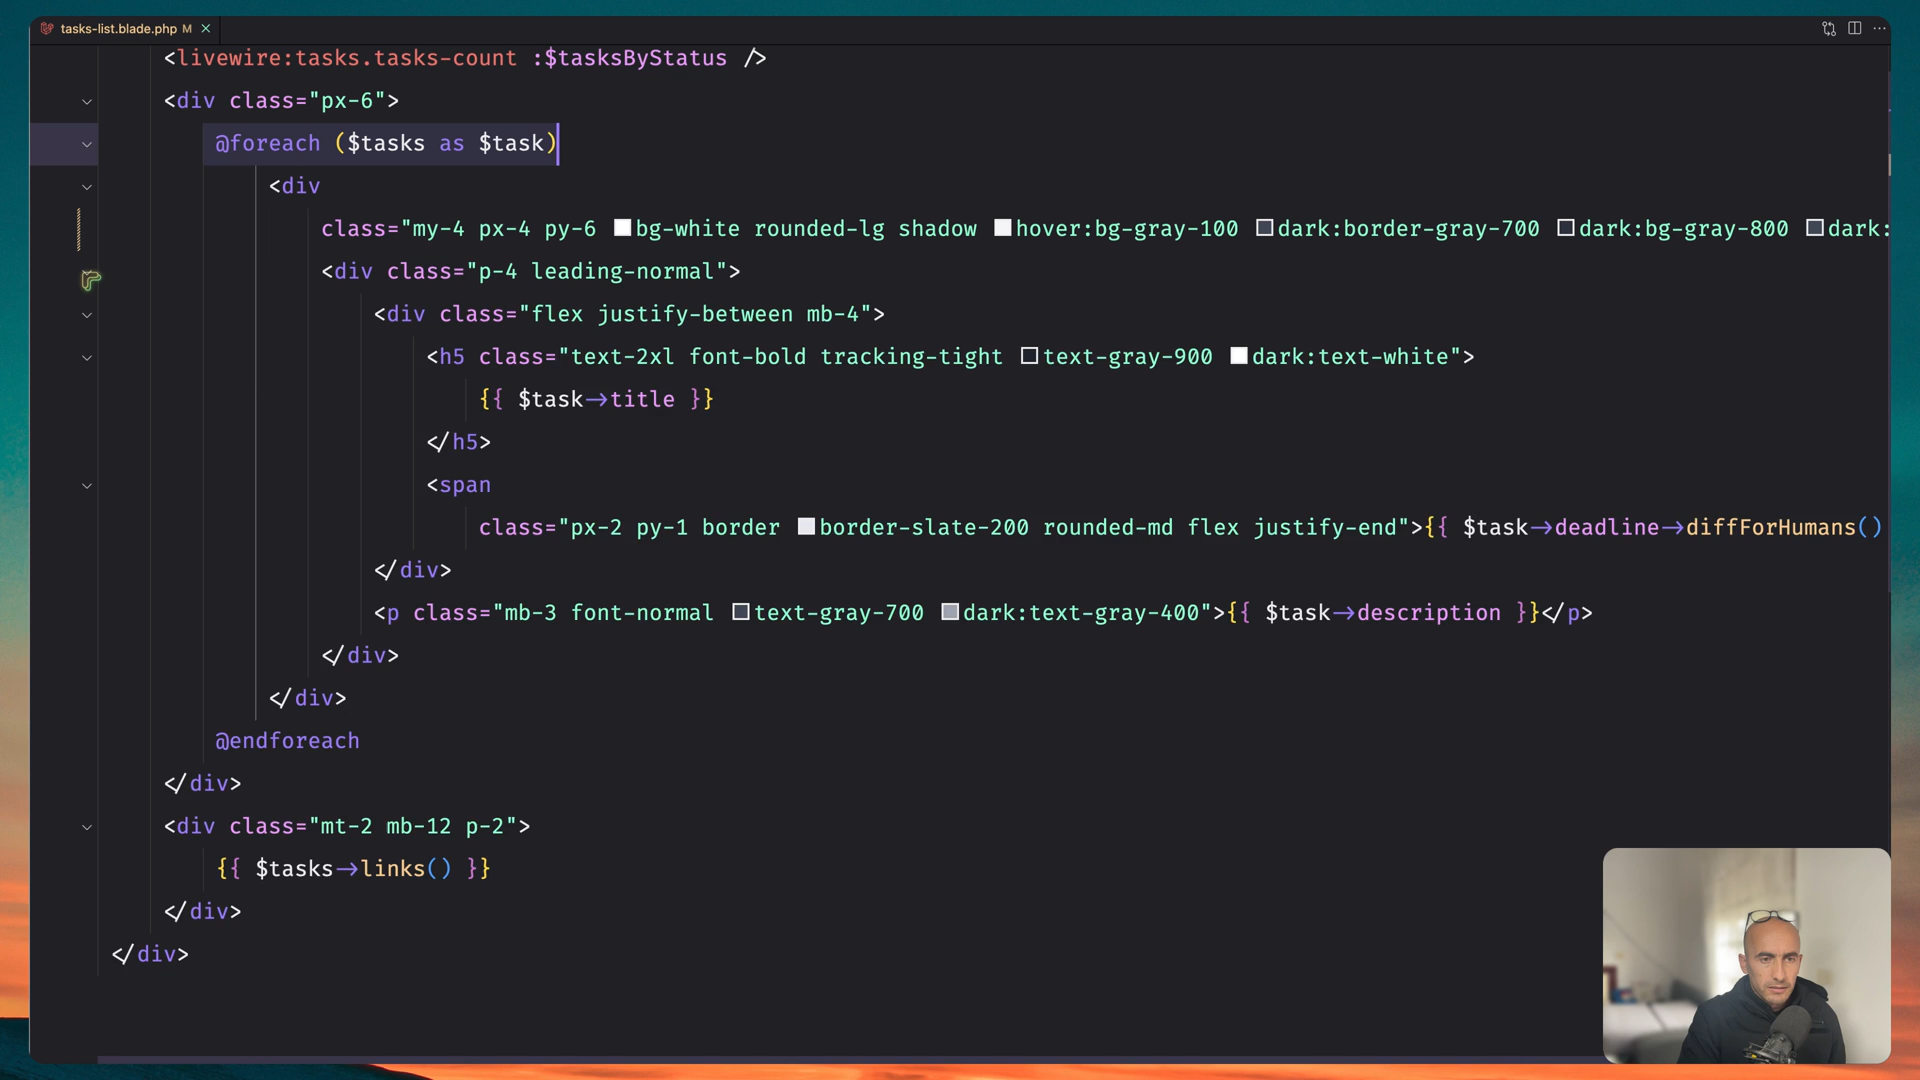 tasks-list.blade.php M
<livewire:tasks.tasks-count :$tasksByStatus />
<div class="px-6">
@foreach ($tasks as $task)
<div
class="my-4 px-4 py-6 bg-white rounded-lg shadow hover:bg-gray-100 dark:border-gray-700 dark:bg-gray-800 dark:
<div class="p-4 leading-normal">
<div class="flex justify-between mb-4">
<h5 class="text-2xl font-bold tracking-tight text-gray-900 dark:text-white">
{{ $task->title }}
</h5>
<span
class="px-2 py-1 border border-slate-200 rounded-md flex justify-end">{{ $task->deadline->diffForHumans()
</div>
<p class="mb-3 font-normal text-gray-700 dark:text-gray-400">{{ $task->description }}</p>
</div>
</div>
@endforeach
</div>
<div class="mt-2 mb-12 p-2">
{{ $tasks->links() }}
</div>
</div>